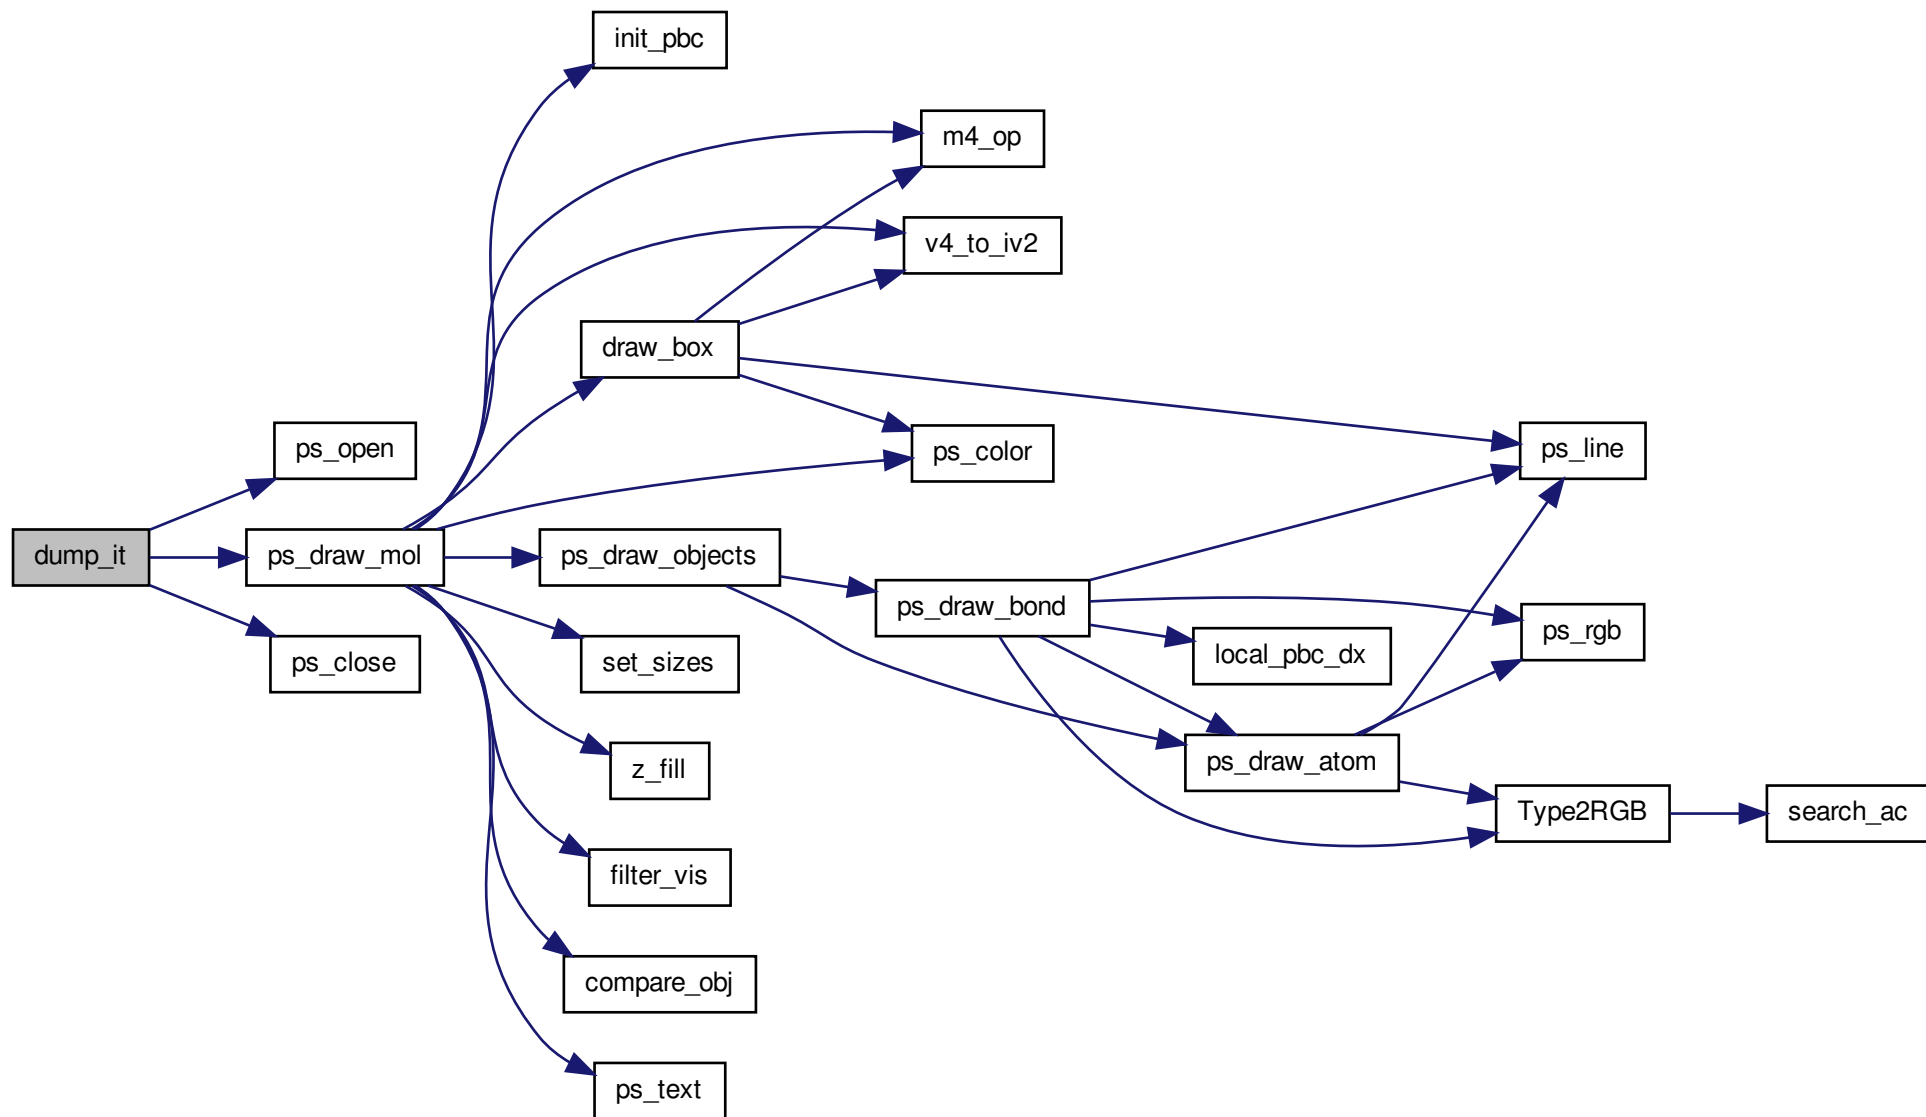 init_pbc
m4_op
v4_to_iv2
draw_box
ps_open
ps_color
ps_line
dump_it
ps_draw_mol
ps_draw_objects
ps_draw_bond
ps_rgb
ps_close
set_sizes
local_pbc_dx
z_fill
ps_draw_atom
Type2RGB
search_ac
filter_vis
compare_obj
ps_text